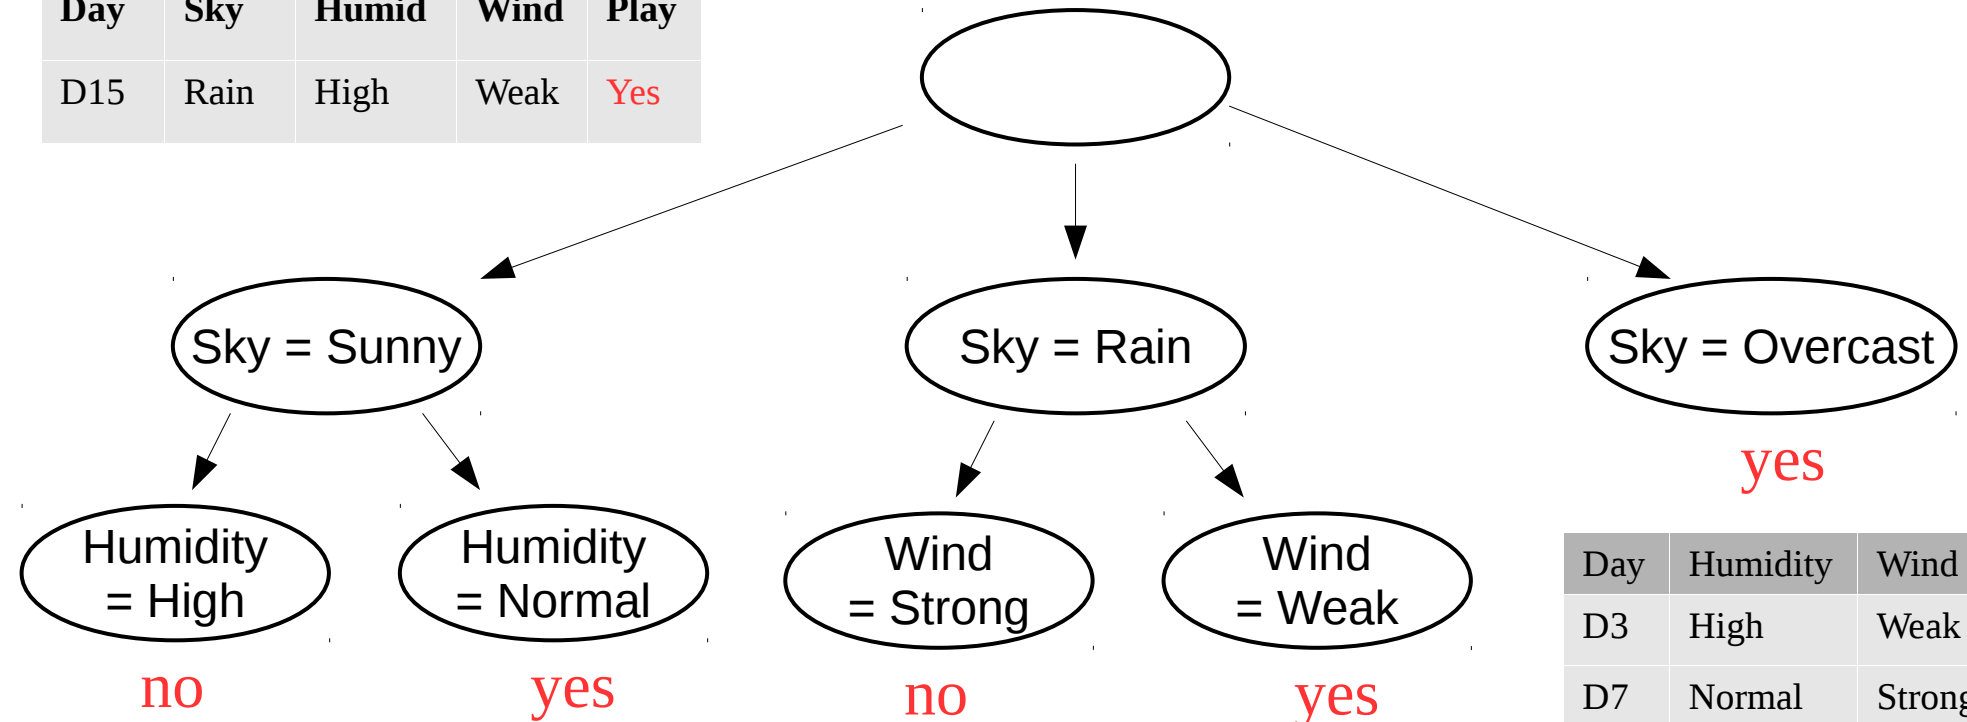 Day Sky Humid Wind Play
D15 Rain High Weak Yes
Sky = Sunny
Sky = Rain
Sky = Overcast
yes
Humidity
= High
Humidity
= Normal
Wind
= Strong
Wind
= Weak
no
yes
no
yes
Day Humidity Wind
D3 High Weak
D7 Normal Strong